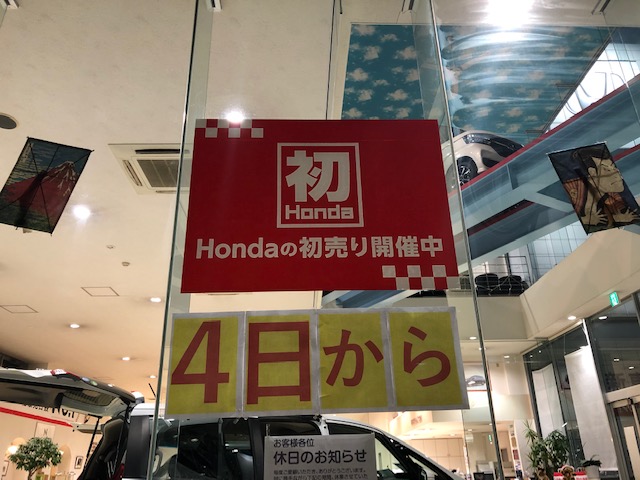 初
Honda
Hondaの初売り開催中
4日から
お客様各位
休日のお知らせ